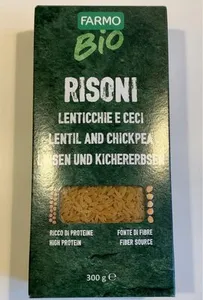 FARMO
BiO
RISONI
LENTICCHIE E CECI
LENTIL AND CHICKPEA
LINSEN UND KICHERERBSEN
RICCO DI PROTEINE
HIGH PROTEIN
FONTE DI FIBRE
FIBER SOURCE
300 g ℮